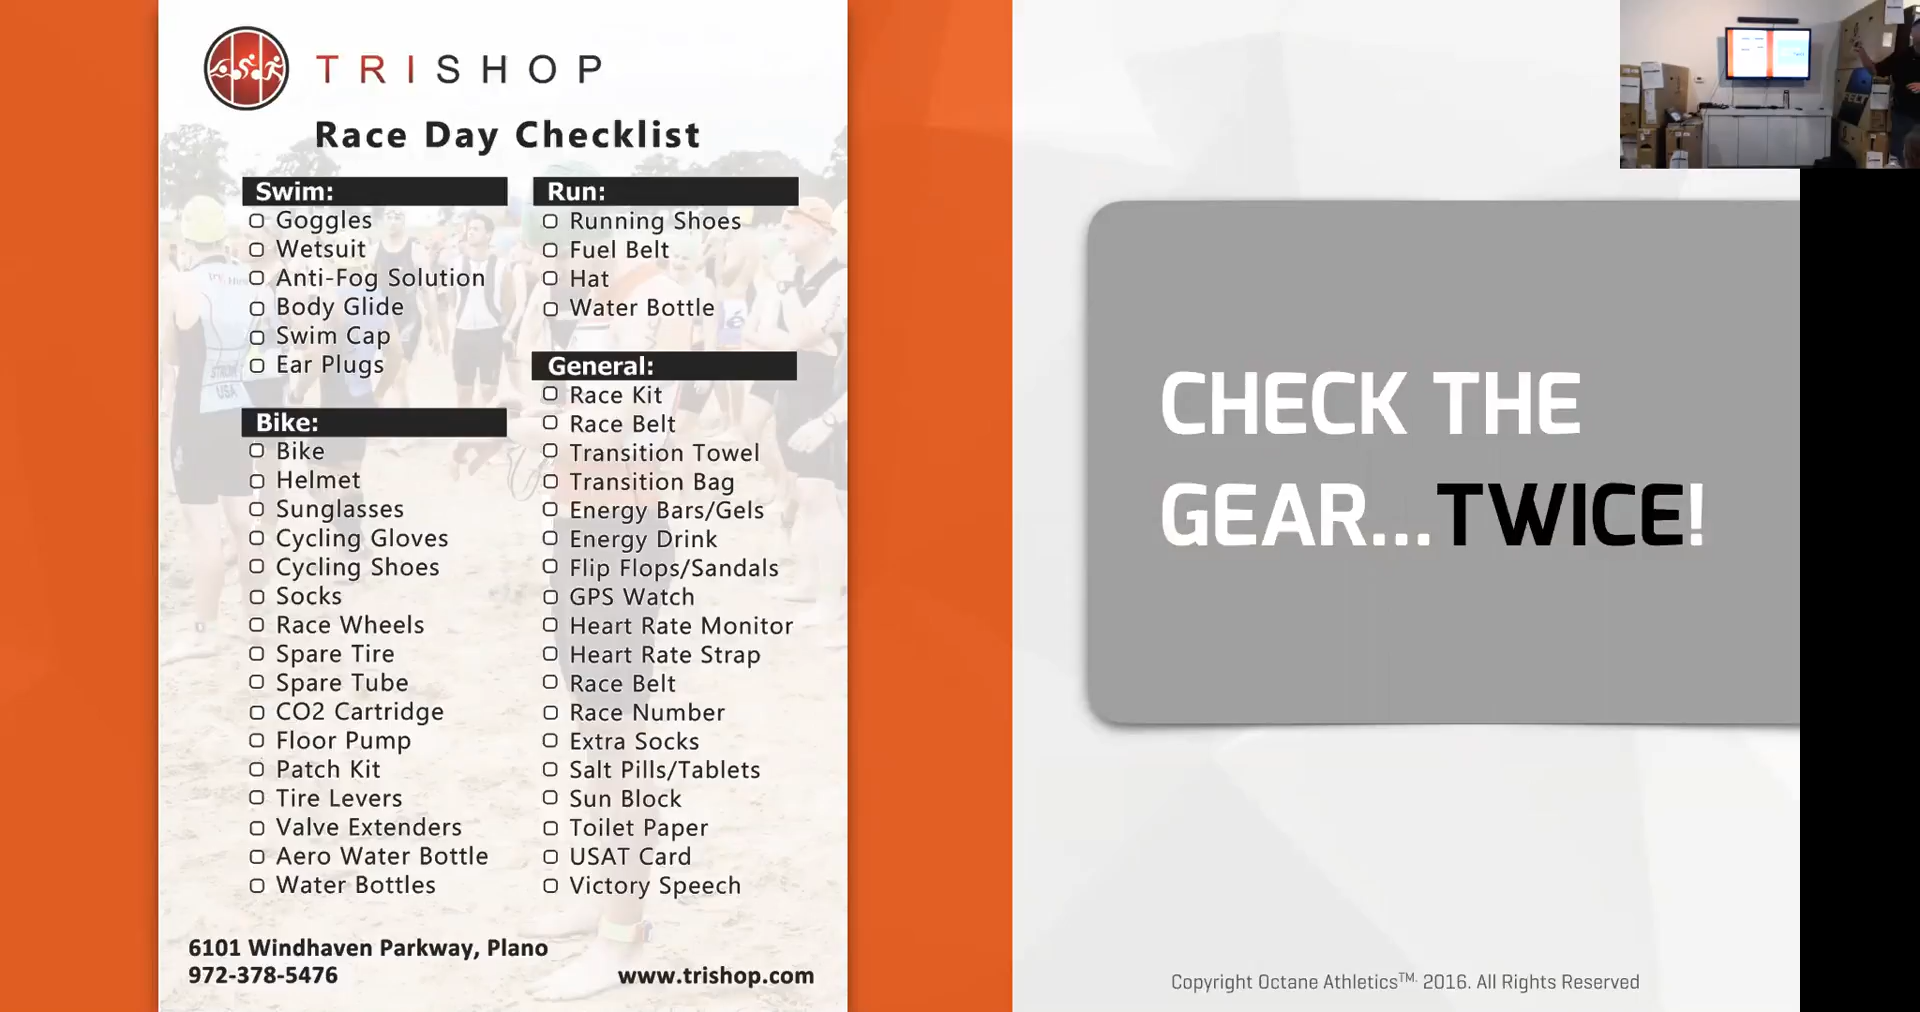 TRISHOP
Race Day Checklist
Swim:
Goggles
Wetsuit
Anti-Fog Solution
Body Glide
Swim Cap
Ear Plugs
Bike:
Bike
Helmet
Sunglasses
Cycling Gloves
Cycling Shoes
Socks
Race Wheels
Spare Tire
Spare Tube
CO2 Cartridge
Floor Pump
Patch Kit
Tire Levers
Valve Extenders
Aero Water Bottle
Water Bottles
Run:
Running Shoes
Fuel Belt
Hat
Water Bottle
General:
Race Kit
Race Belt
Transition Towel
Transition Bag
Energy Bars/Gels
Energy Drink
Flip Flops/Sandals
GPS Watch
Heart Rate Monitor
Heart Rate Strap
Race Belt
Race Number
Extra Socks
Salt Pills/Tablets
Sun Block
Toilet Paper
USAT Card
Victory Speech
6101 Windhaven Parkway, Plano
972-378-5476
www.trishop.com
CHECK THE
GEAR...TWICE!
Copyright Octane Athletics™. 2016. All Rights Reserved
USA